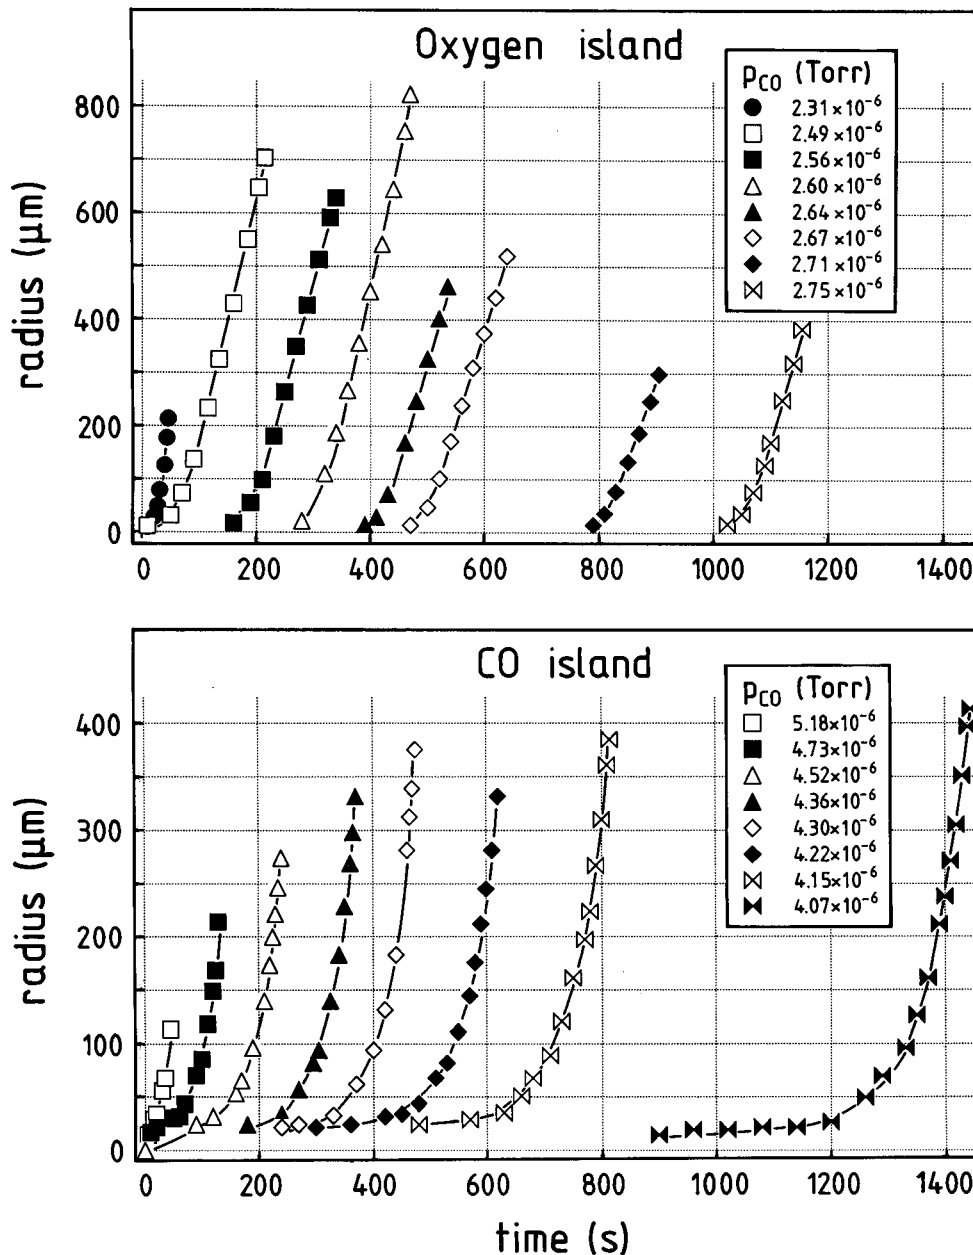 Oxygen island
p_CO (Torr)
2.31×10⁻⁶
2.49×10⁻⁶
2.56×10⁻⁶
2.60×10⁻⁶
2.64×10⁻⁶
2.67×10⁻⁶
2.71×10⁻⁶
2.75×10⁻⁶
radius (μm)
800
600
400
200
0
0 200 400 600 800 1000 1200 1400
CO island
p_CO (Torr)
5.18×10⁻⁶
4.73×10⁻⁶
4.52×10⁻⁶
4.36×10⁻⁶
4.30×10⁻⁶
4.22×10⁻⁶
4.15×10⁻⁶
4.07×10⁻⁶
radius (μm)
400
300
200
100
0
0 200 400 600 800 1000 1200 1400
time (s)